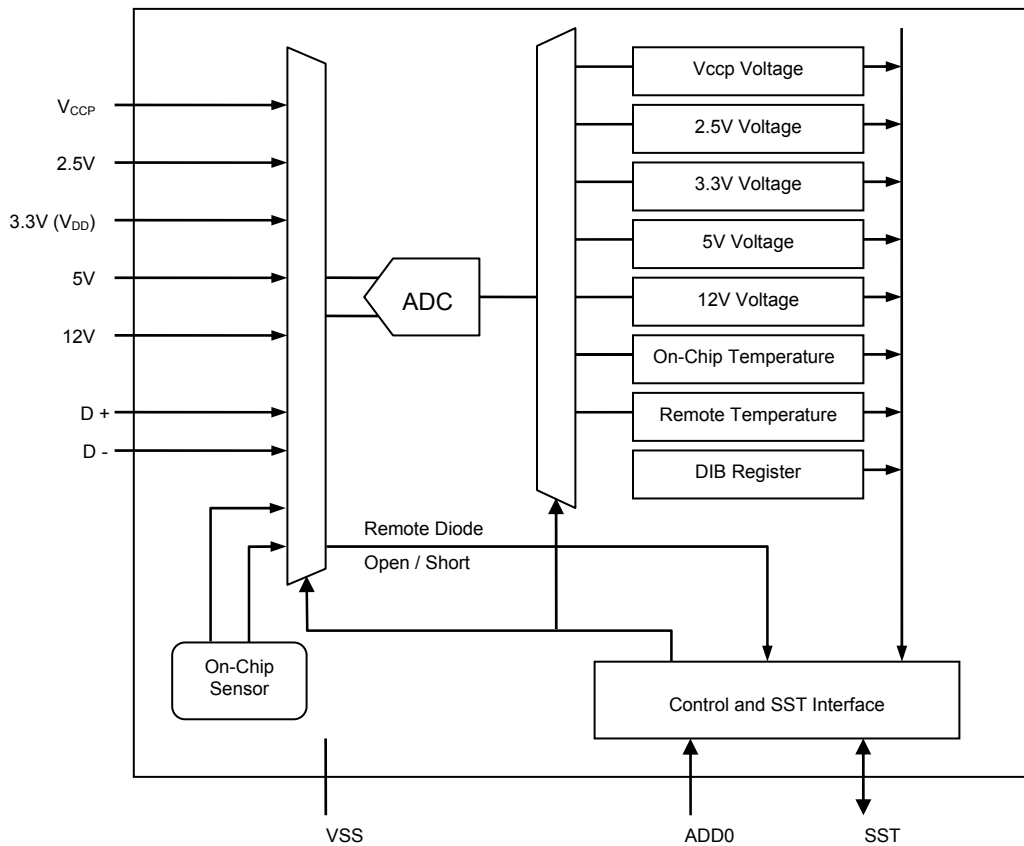 V_CCP
2.5V
3.3V (V_DD)
5V
12V
D +
D -
ADC
Vccp Voltage
2.5V Voltage
3.3V Voltage
5V Voltage
12V Voltage
On-Chip Temperature
Remote Temperature
DIB Register
Remote Diode
Open / Short
On-Chip
Sensor
Control and SST Interface
VSS
ADD0
SST